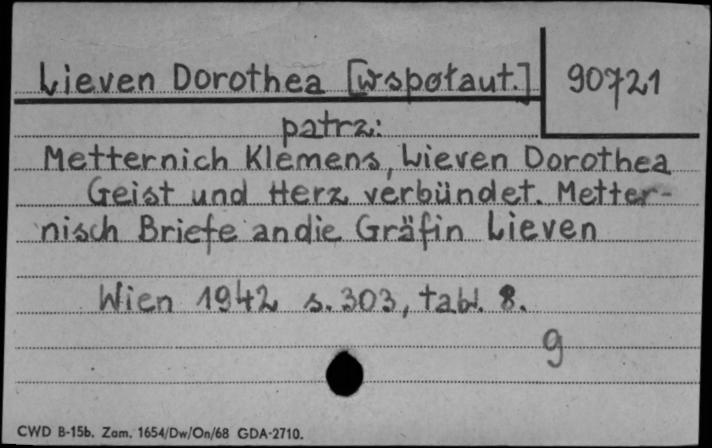 Lieven Dorothea [współaut.] 90721
patrz:
Metternich Klemens, Lieven Dorothea
Geist und Herz verbündet. Metter-
nisch Briefe an die Gräfin Lieven
Wien 1942 s. 303, tabl. 8.
g
CWD B-15b. Zam. 1654/Dw/On/68 GDA-2710.